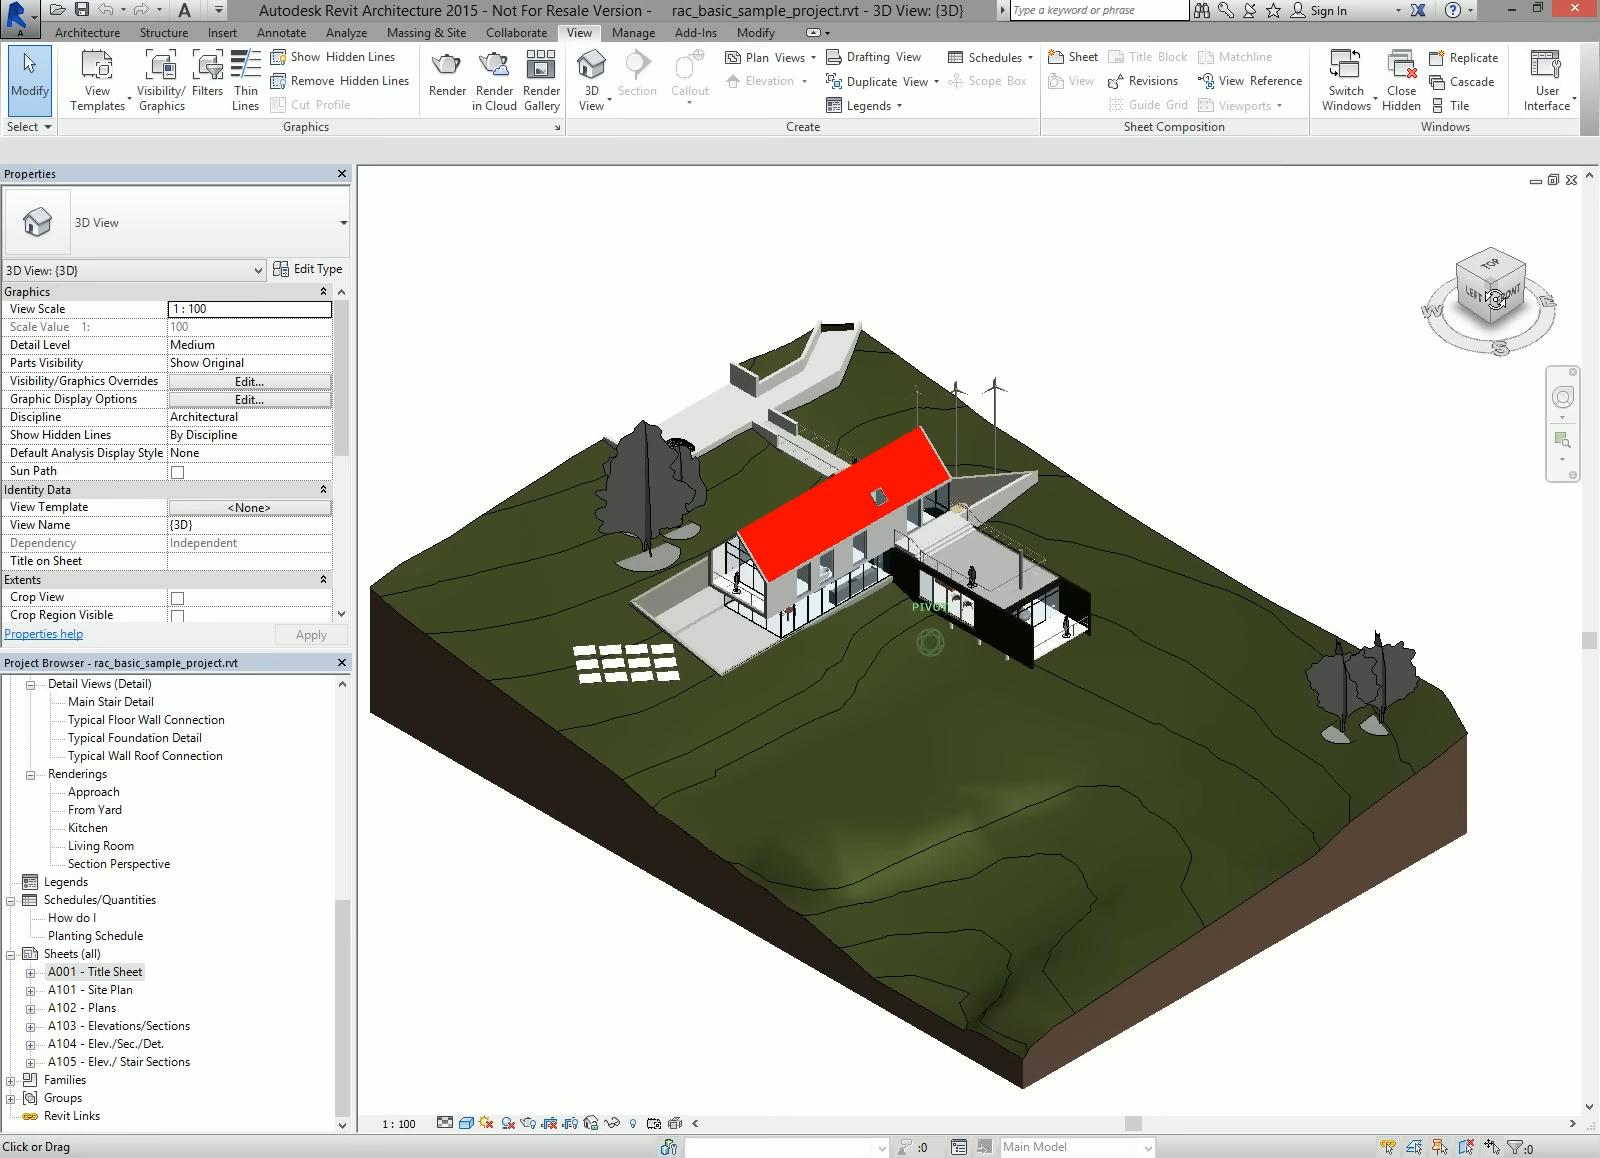 Autodesk Revit Architecture 2015 - Not For Resale Version - rac_basic_sample_project.rvt - 3D View: {3D}
Type a keyword or phrase
Sign In
Architecture Structure Insert Annotate Analyze Massing & Site Collaborate View Manage Add-Ins Modify
Modify
View Templates
Visibility/ Graphics
Filters
Thin Lines
Show Hidden Lines
Remove Hidden Lines
Cut Profile
Render
Render in Cloud
Render Gallery
3D View
Section
Callout
Plan Views
Elevation
Drafting View
Duplicate View
Legends
Schedules
Scope Box
Sheet
View
Title Block
Revisions
Guide Grid
Matchline
View Reference
Viewports
Switch Windows
Close Hidden
Replicate
Cascade
Tile
User Interface
Select
Graphics
Create
Sheet Composition
Windows
Properties
3D View
3D View: {3D}
Edit Type
Graphics
View Scale 1 : 100
Scale Value 1: 100
Detail Level Medium
Parts Visibility Show Original
Visibility/Graphics Overrides Edit...
Graphic Display Options Edit...
Discipline Architectural
Show Hidden Lines By Discipline
Default Analysis Display Style None
Sun Path
Identity Data
View Template <None>
View Name {3D}
Dependency Independent
Title on Sheet
Extents
Crop View
Crop Region Visible
Properties help
Apply
Project Browser - rac_basic_sample_project.rvt
Detail Views (Detail)
Main Stair Detail
Typical Floor Wall Connection
Typical Foundation Detail
Typical Wall Roof Connection
Renderings
Approach
From Yard
Kitchen
Living Room
Section Perspective
Legends
Schedules/Quantities
How do I
Planting Schedule
Sheets (all)
A001 - Title Sheet
A101 - Site Plan
A102 - Plans
A103 - Elevations/Sections
A104 - Elev./Sec./Det.
A105 - Elev./ Stair Sections
Families
Groups
Revit Links
TOP
LEFT
W
S
PIVOT
1 : 100
Click or Drag
:0
Main Model
:0